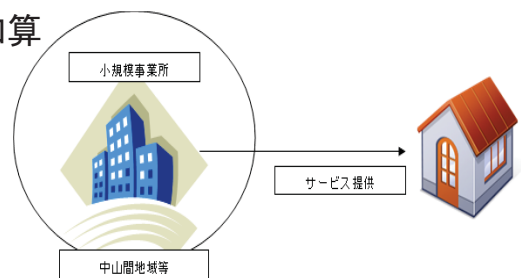 算
小規模事業所
サービス提供
中山間地域等